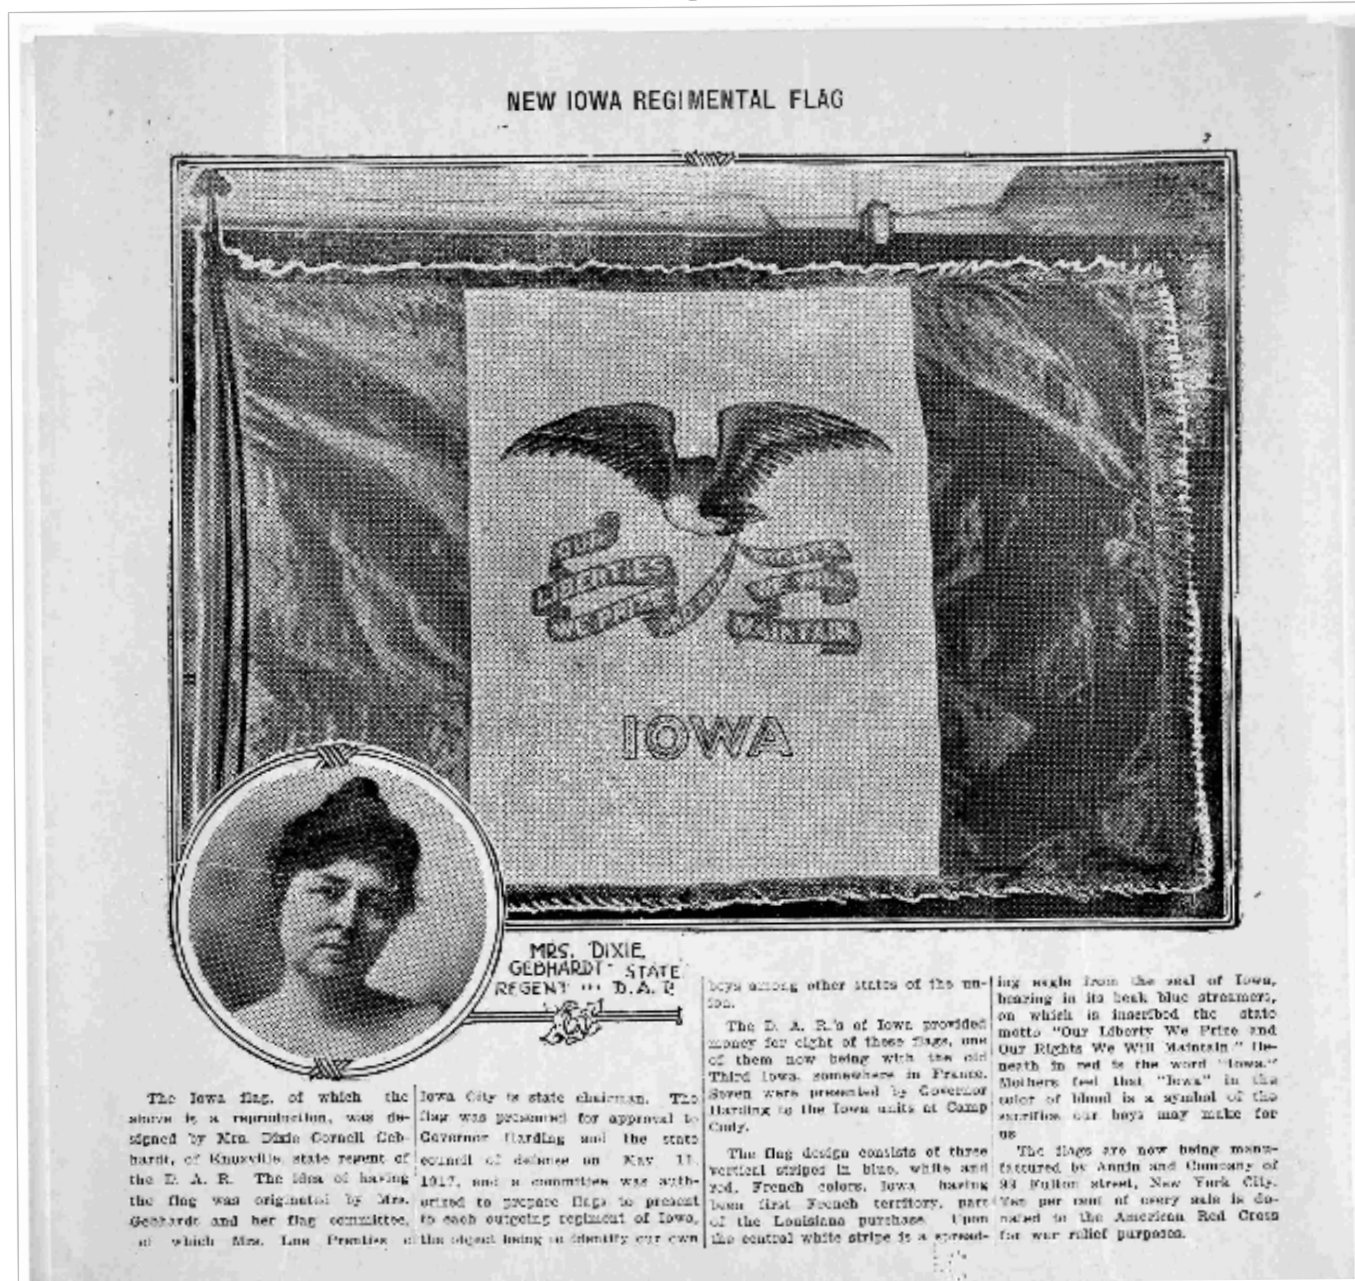 NEW IOWA REGIMENTAL FLAG
OUR
LIBERTIES
WE PRIZE
RIGHTS
WE WILL
MAINTAIN
IOWA
MRS. DIXIE
GEBHARDT STATE
REGENT D.A.R
The Iowa flag, of which the
above is a reproduction, was de-
signed by Mrs. Dixie Cornell Geb-
hardt, of Knoxville, state regent of
the D. A. R. The idea of having
the flag was originated by Mrs.
Gebhardt and her flag committee,
of which Mrs. Lue Prentiss
Iowa City is state chairman. The
flag was presented for approval to
Governor Harding and the state
council of defense on May 11,
1917, and a committee was auth-
orized to prepare flags to present
to each outgoing regiment of Iowa,
the object being to identify our own
boys among other states of the un-
ion.
The D. A. R.'s of Iowa provided
money for eight of these flags, one
of them now being with the old
Third Iowa, somewhere in France.
Seven were presented by Governor
Harding to the Iowa units at Camp
Cody.
The flag design consists of three
vertical stripes in blue, white and
red, French colors, Iowa having
been first French territory, part
of the Louisiana purchase. Upon
the central white stripe is a spread-
ing eagle from the seal of Iowa,
bearing in its beak blue streamers,
on which is inscribed the state
motto "Our Liberty We Prize and
Our Rights We Will Maintain." Be-
neath in red is the word "Iowa."
Mothers feel that "Iowa" in the
color of blood is a symbol of the
sacrifice our boys may make for
us
The flags are now being manu-
factured by Annin and Company of
99 Fulton street, New York City.
Ten per cent of every sale is do-
nated to the American Red Cross
for war relief purposes.